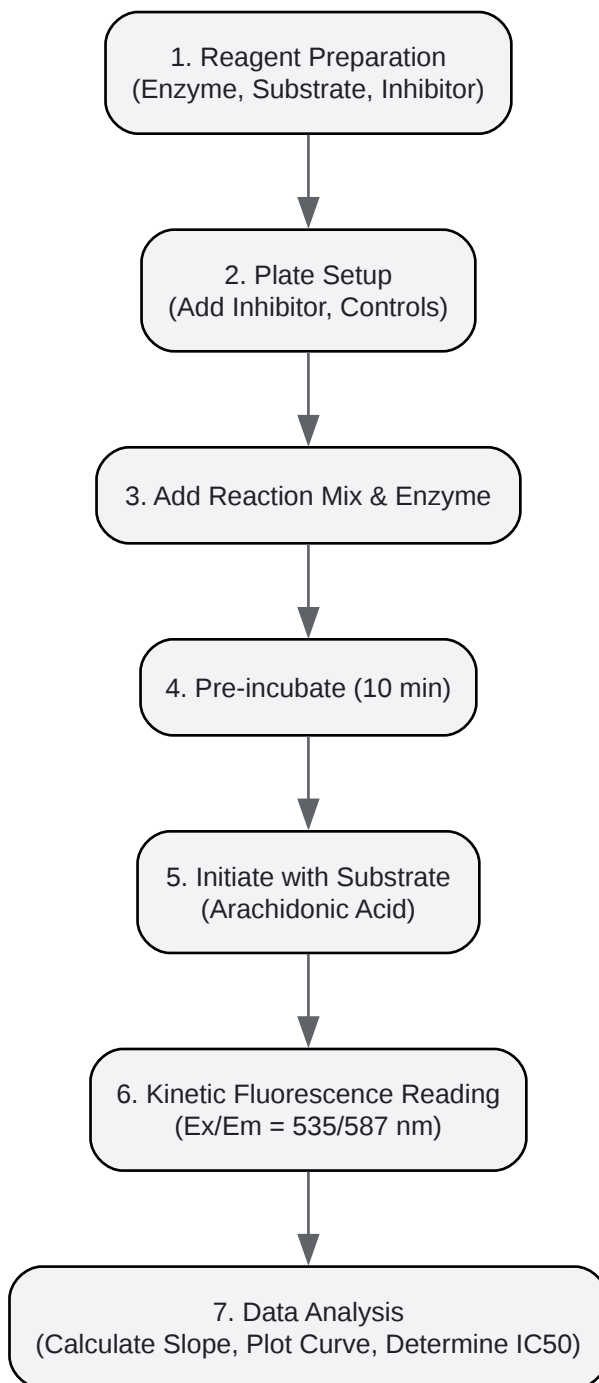 1. Reagent Preparation
(Enzyme, Substrate, Inhibitor)
2. Plate Setup
(Add Inhibitor, Controls)
3. Add Reaction Mix & Enzyme
4. Pre-incubate (10 min)
5. Initiate with Substrate
(Arachidonic Acid)
6. Kinetic Fluorescence Reading
(Ex/Em = 535/587 nm)
7. Data Analysis
(Calculate Slope, Plot Curve, Determine IC50)